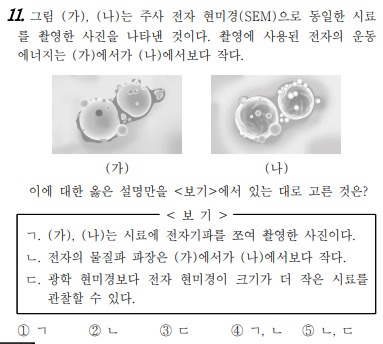 11. 그림 (가), (나)는 주사 전자 현미경(SEM)으로 동일한 시료
를 촬영한 사진을 나타낸 것이다. 촬영에 사용된 전자의 운동
에너지는 (가)에서가 (나)에서보다 작다.
(가) (나)
이에 대한 옳은 설명만을 <보기>에서 있는 대로 고른 것은?
< 보 기 >
ㄱ. (가), (나)는 시료에 전자기파를 쪼여 촬영한 사진이다.
ㄴ. 전자의 물질파 파장은 (가)에서가 (나)에서보다 작다.
ㄷ. 광학 현미경보다 전자 현미경이 크기가 더 작은 시료를
관찰할 수 있다.
① ㄱ ② ㄴ ③ ㄷ ④ ㄱ, ㄴ ⑤ ㄴ, ㄷ